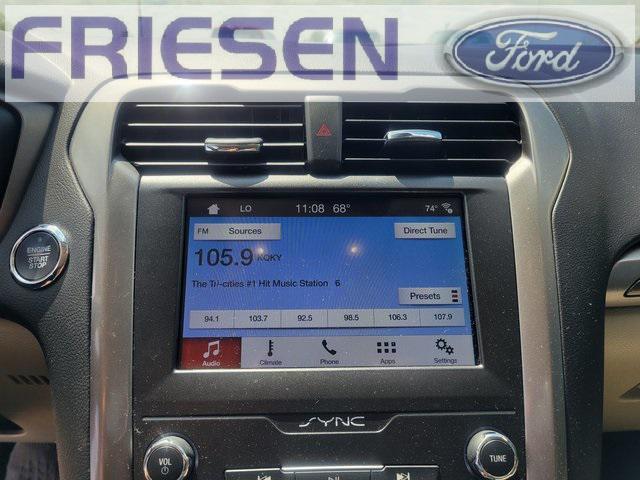 FRIESEN Ford
LO 11:08 68° 74°
FM Sources Direct Tune
105.9 KQKY
The Tri-cities #1 Hit Music Station 6
Presets
94.1 103.7 92.5 98.5 106.3 107.9
Audio Climate Phone Apps Settings
ENGINE
START
STOP
SYNC
VOL TUNE